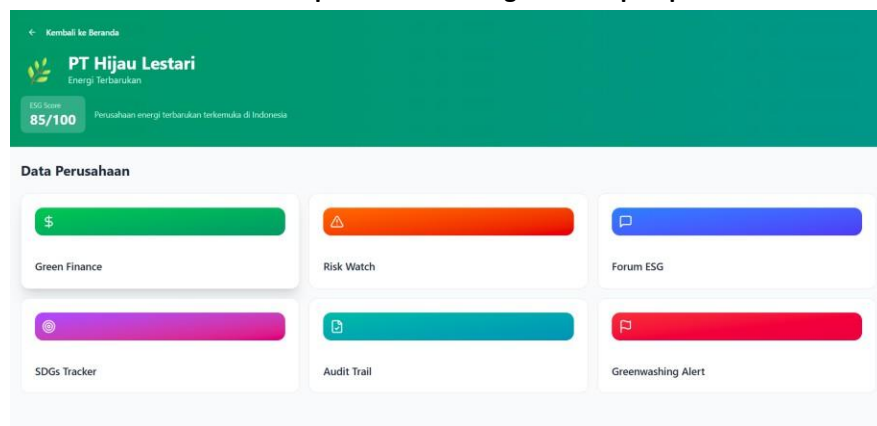 ← Kembali ke Beranda
PT Hijau Lestari
Energi Terbarukan
ESG Score
85/100
Perusahaan energi terbarukan terkemuka di Indonesia
Data Perusahaan
$
Green Finance
Risk Watch
Forum ESG
SDGs Tracker
Audit Trail
Greenwashing Alert